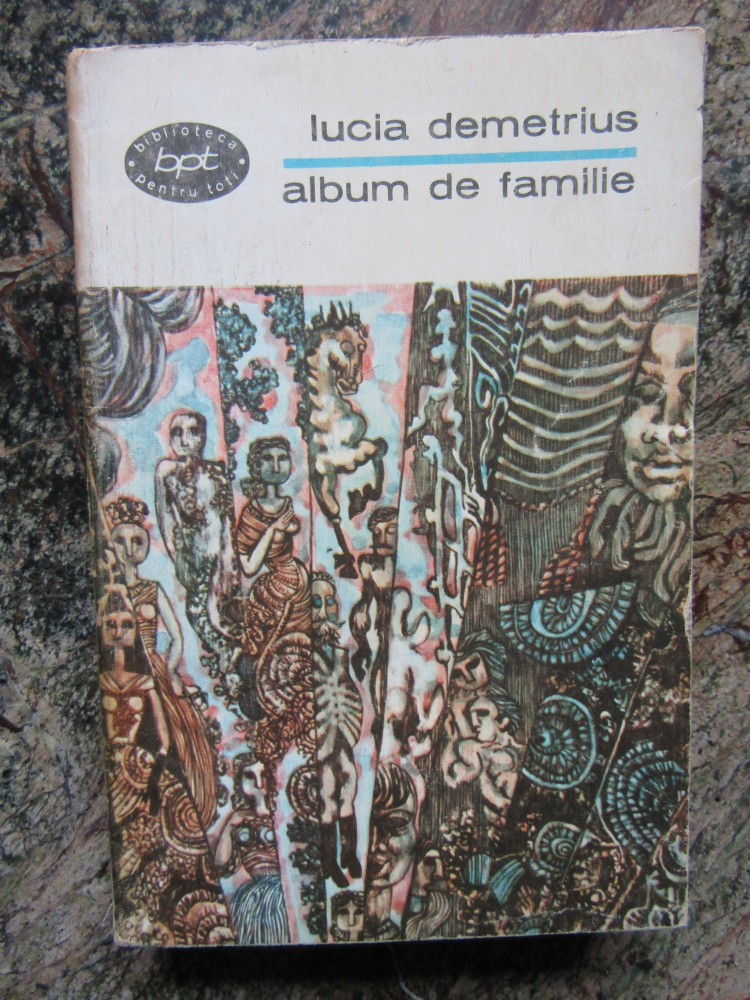 biblioteca
bpt
pentru toți
lucia demetrius
album de familie